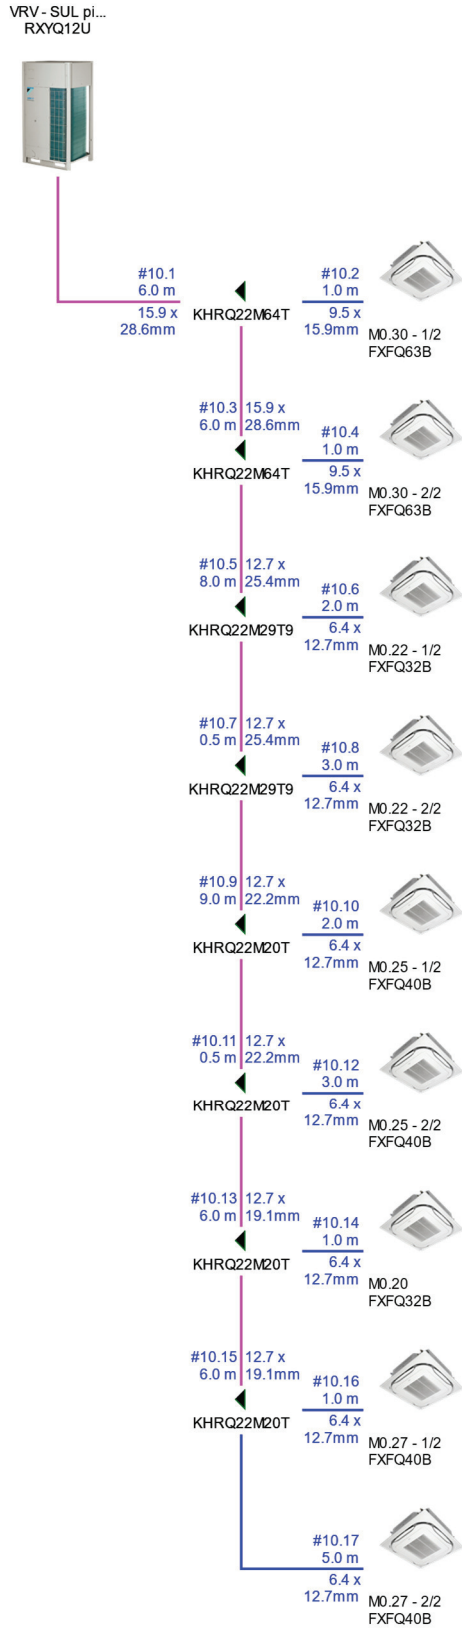 VRV - SUL pi...
RXYQ12U
#10.1
6.0 m
15.9 x
28.6mm
KHRQ22M64T
#10.2
1.0 m
9.5 x
15.9mm
M0.30 - 1/2
FXFQ63B
#10.3 15.9 x
6.0 m 28.6mm
KHRQ22M64T
#10.4
1.0 m
9.5 x
15.9mm
M0.30 - 2/2
FXFQ63B
#10.5 12.7 x
8.0 m 25.4mm
KHRQ22M29T9
#10.6
2.0 m
6.4 x
12.7mm
M0.22 - 1/2
FXFQ32B
#10.7 12.7 x
0.5 m 25.4mm
KHRQ22M29T9
#10.8
3.0 m
6.4 x
12.7mm
M0.22 - 2/2
FXFQ32B
#10.9 12.7 x
9.0 m 22.2mm
KHRQ22M20T
#10.10
2.0 m
6.4 x
12.7mm
M0.25 - 1/2
FXFQ40B
#10.11 12.7 x
0.5 m 22.2mm
KHRQ22M20T
#10.12
3.0 m
6.4 x
12.7mm
M0.25 - 2/2
FXFQ40B
#10.13 12.7 x
6.0 m 19.1mm
KHRQ22M20T
#10.14
1.0 m
6.4 x
12.7mm
M0.20
FXFQ32B
#10.15 12.7 x
6.0 m 19.1mm
KHRQ22M20T
#10.16
1.0 m
6.4 x
12.7mm
M0.27 - 1/2
FXFQ40B
#10.17
5.0 m
6.4 x
12.7mm
M0.27 - 2/2
FXFQ40B